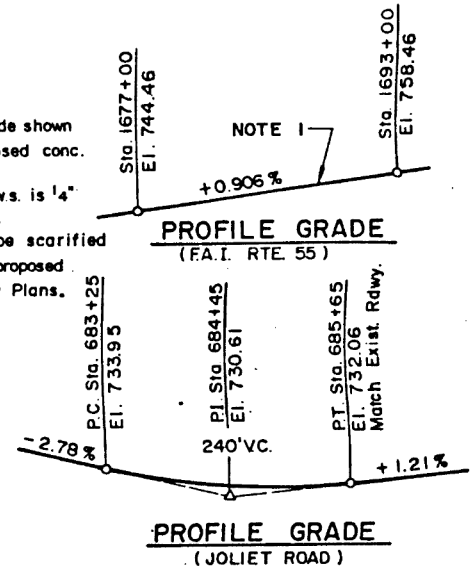 de shown
osed conc.
w.s. is 1/4"
be scarified
proposed
Plans.
Sta. 1677+00
El. 744.46
NOTE 1
Sta. 1693+00
El. 758.46
+0.906%
PROFILE GRADE
(F.A.I. RTE. 55)
P.C. Sta. 683+25
El. 733.95
P.I. Sta 684+45
El. 730.61
P.T. Sta. 685+65
El. 732.06
Match Exist. Rdwy.
-2.78%
240'V.C.
+1.21%
PROFILE GRADE
(JOLIET ROAD)